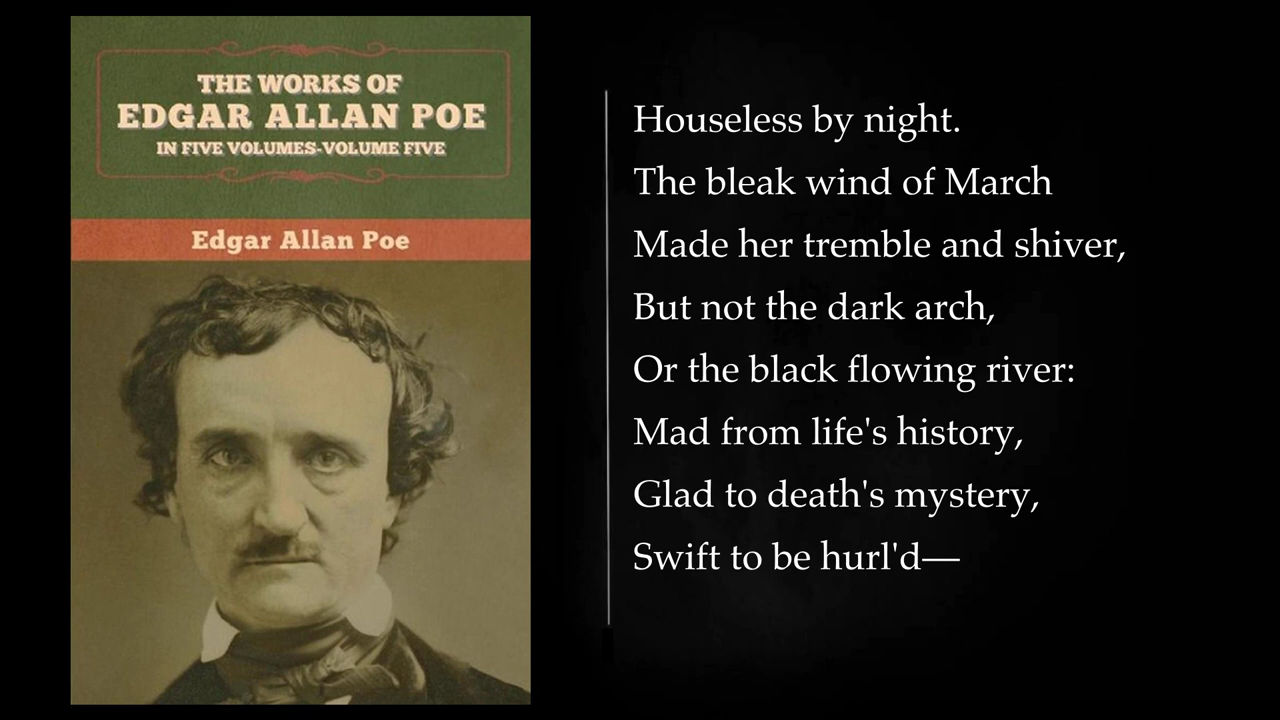 THE WORKS OF
EDGAR ALLAN POE
IN FIVE VOLUMES-VOLUME FIVE
Edgar Allan Poe
Houseless by night.
The bleak wind of March
Made her tremble and shiver,
But not the dark arch,
Or the black flowing river:
Mad from life's history,
Glad to death's mystery,
Swift to be hurl'd—